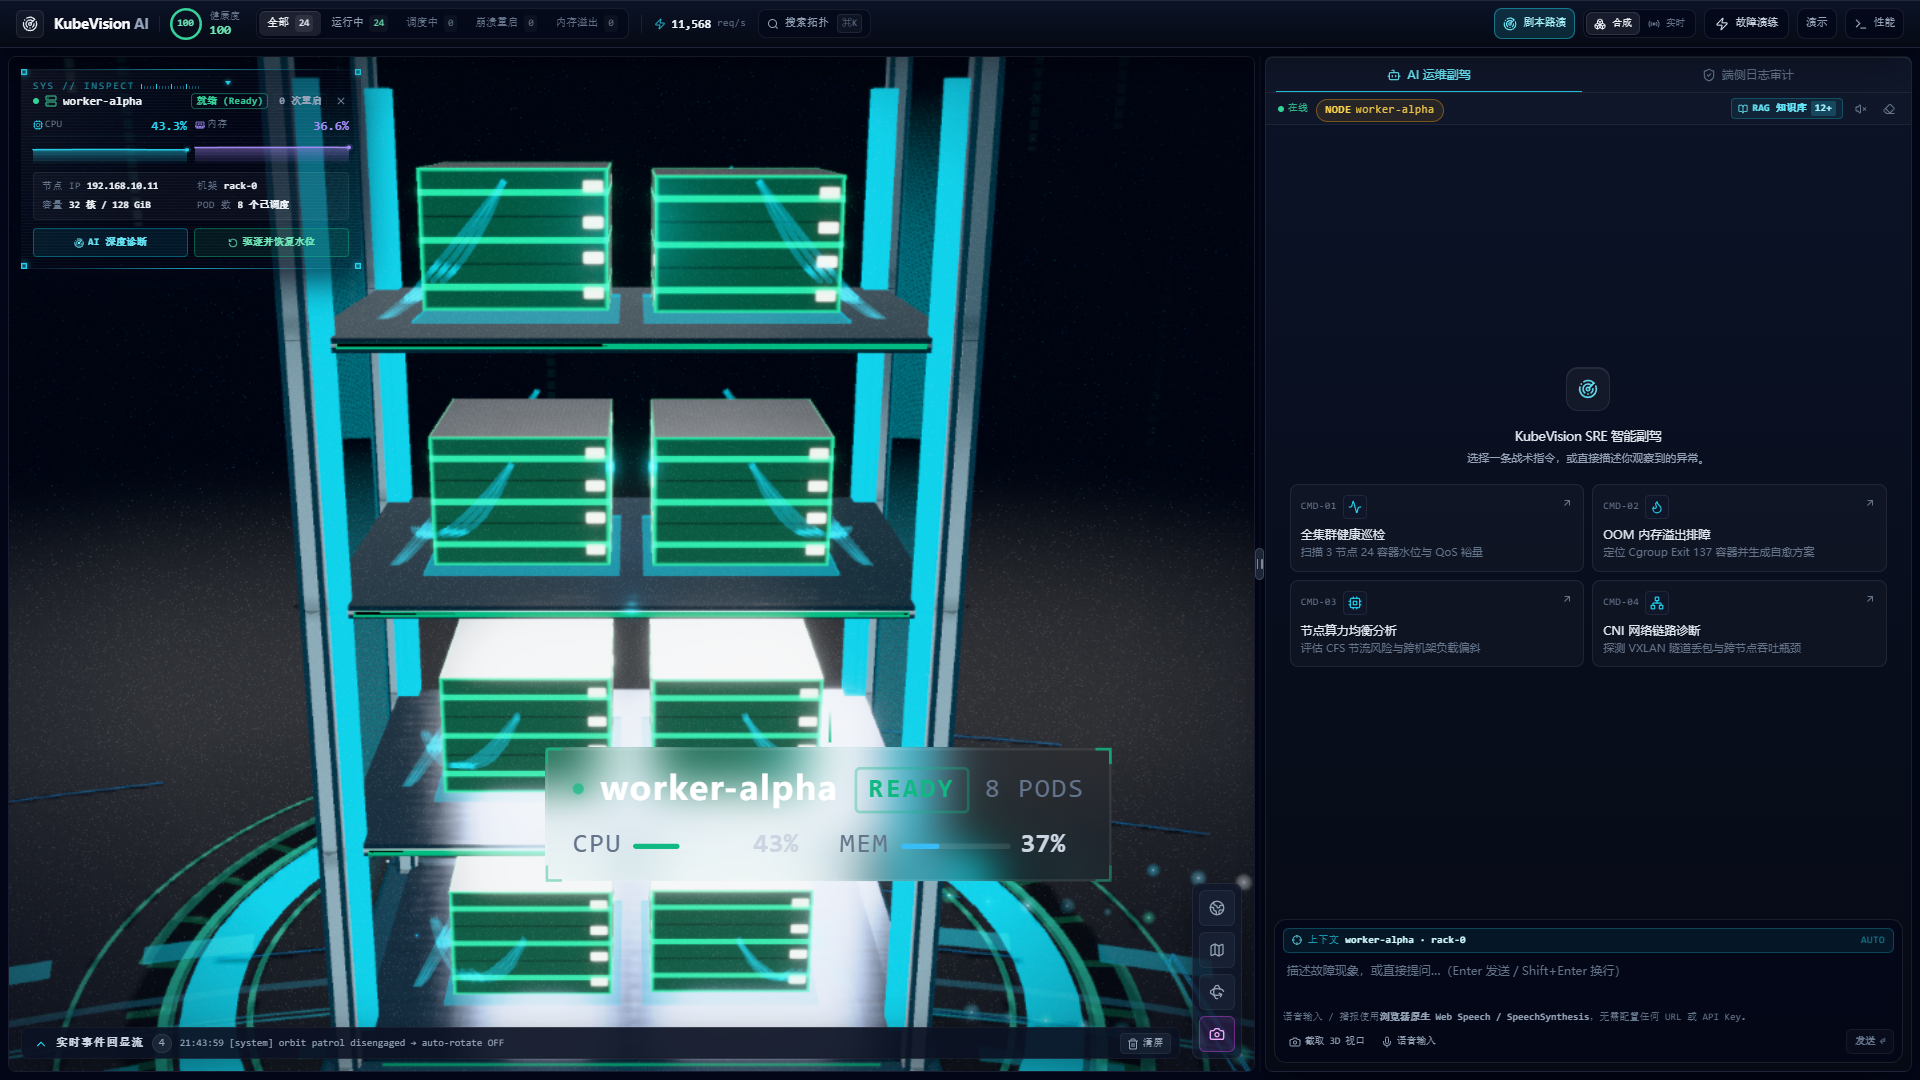 KubeVision AI
100
健康度
100
全部 24
运行中 24
调度中 0
崩溃重启 0
内存溢出 0
11,568 req/s
搜索拓扑 ⌘K
剧本路演
合成
实时
故障演练
演示
性能
SYS // INSPECT
worker-alpha
就绪 (Ready)
0 次重启
CPU 43.3%
内存 36.6%
节点 IP 192.168.10.11
机架 rack-0
容量 32 核 / 128 GiB
POD 数 8 个已调度
AI 深度诊断
驱逐并恢复水位
worker-alpha READY 8 PODS
CPU 43% MEM 37%
实时事件回显流 4 21:43:59 [system] orbit patrol disengaged → auto-rotate OFF
清屏
AI 运维副驾
端侧日志审计
在线
NODE worker-alpha
RAG 知识库 12+
KubeVision SRE 智能副驾
选择一条战术指令，或直接描述你观察到的异常。
CMD-01
全集群健康巡检
扫描 3 节点 24 容器水位与 QoS 裕量
CMD-02
OOM 内存溢出排障
定位 Cgroup Exit 137 容器并生成自愈方案
CMD-03
节点算力均衡分析
评估 CFS 节流风险与跨机架负载偏斜
CMD-04
CNI 网络链路诊断
探测 VXLAN 隧道丢包与跨节点吞吐瓶颈
上下文 worker-alpha · rack-0 AUTO
描述故障现象，或直接提问... (Enter 发送 / Shift+Enter 换行)
语音输入 / 播报使用浏览器原生 Web Speech / SpeechSynthesis，无需配置任何 URL 或 API Key。
截取 3D 视口
语音输入
发送